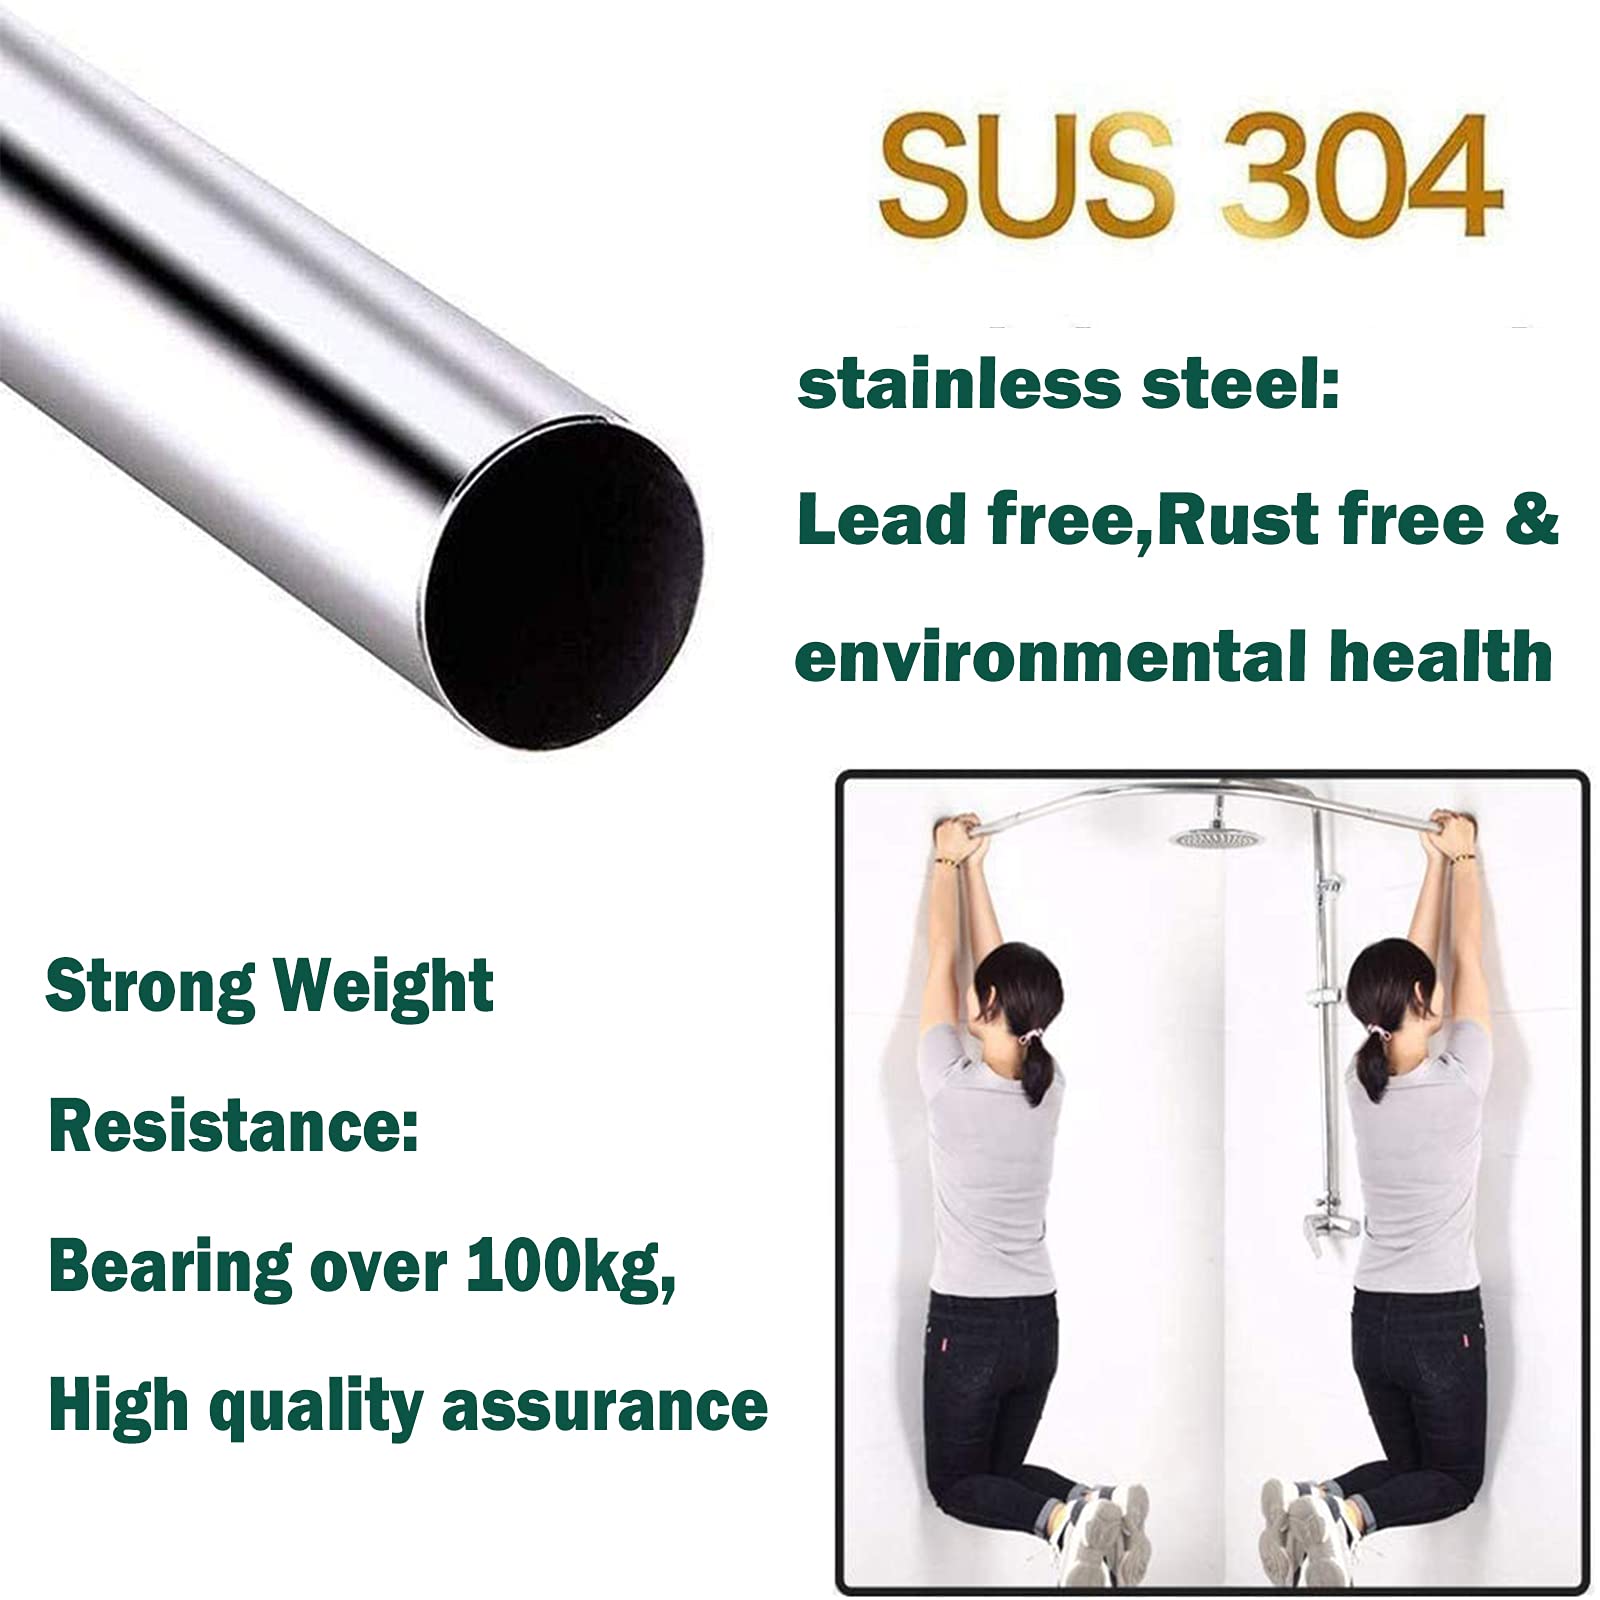 SUS 304
stainless steel:
Lead free,Rust free &
environmental health
Strong Weight
Resistance:
Bearing over 100kg,
High quality assurance